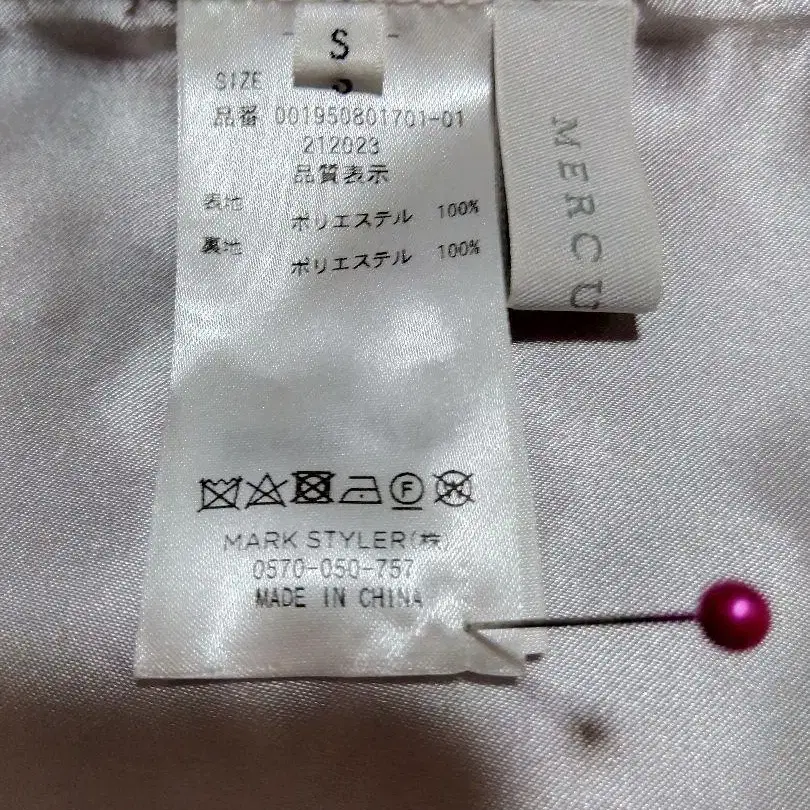 S
SIZE S
品番 001950801701-01
212023
品質表示
表地 ポリエステル 100%
裏地 ポリエステル 100%
F
W
MARK STYLER(株)
0570-050-757
MADE IN CHINA
MERCU